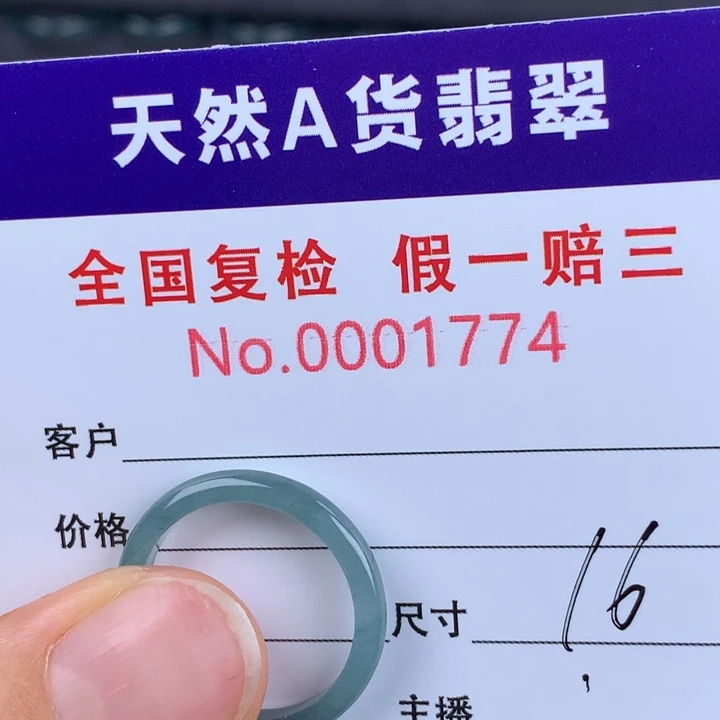 天然A货翡翠
全国复检 假一赔三
No.0001774
客户
价格
尺寸 16
主播